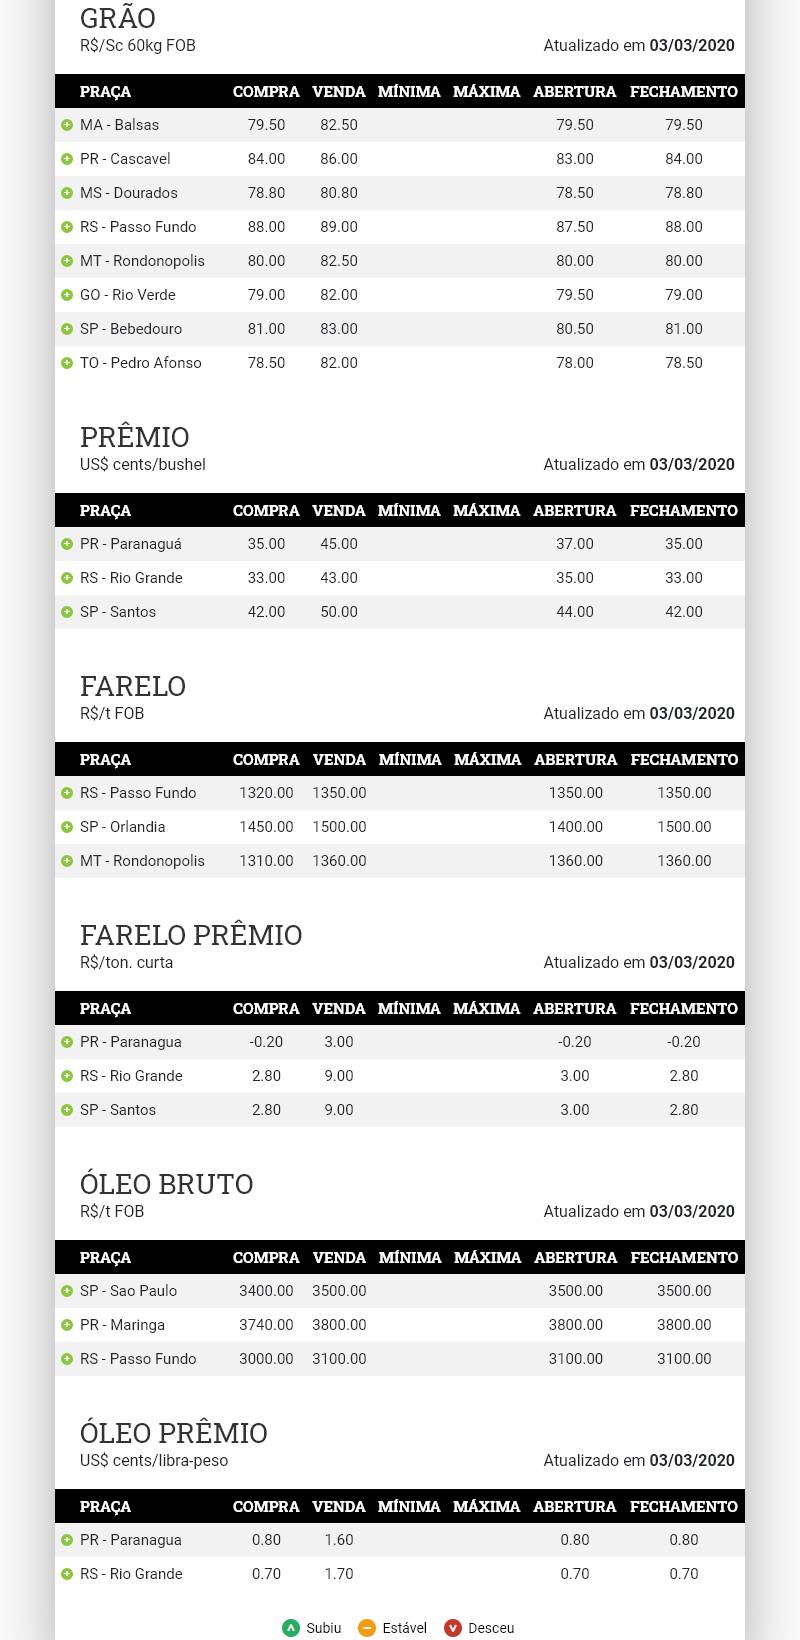 GRÃO
R$/Sc 60kg FOB Atualizado em 03/03/2020
PRAÇA COMPRA VENDA MÍNIMA MÁXIMA ABERTURA FECHAMENTO
MA - Balsas 79.50 82.50 79.50 79.50
PR - Cascavel 84.00 86.00 83.00 84.00
MS - Dourados 78.80 80.80 78.50 78.80
RS - Passo Fundo 88.00 89.00 87.50 88.00
MT - Rondonopolis 80.00 82.50 80.00 80.00
GO - Rio Verde 79.00 82.00 79.50 79.00
SP - Bebedouro 81.00 83.00 80.50 81.00
TO - Pedro Afonso 78.50 82.00 78.00 78.50
PRÊMIO
US$ cents/bushel Atualizado em 03/03/2020
PRAÇA COMPRA VENDA MÍNIMA MÁXIMA ABERTURA FECHAMENTO
PR - Paranaguá 35.00 45.00 37.00 35.00
RS - Rio Grande 33.00 43.00 35.00 33.00
SP - Santos 42.00 50.00 44.00 42.00
FARELO
R$/t FOB Atualizado em 03/03/2020
PRAÇA COMPRA VENDA MÍNIMA MÁXIMA ABERTURA FECHAMENTO
RS - Passo Fundo 1320.00 1350.00 1350.00 1350.00
SP - Orlandia 1450.00 1500.00 1400.00 1500.00
MT - Rondonopolis 1310.00 1360.00 1360.00 1360.00
FARELO PRÊMIO
R$/ton. curta Atualizado em 03/03/2020
PRAÇA COMPRA VENDA MÍNIMA MÁXIMA ABERTURA FECHAMENTO
PR - Paranagua -0.20 3.00 -0.20 -0.20
RS - Rio Grande 2.80 9.00 3.00 2.80
SP - Santos 2.80 9.00 3.00 2.80
ÓLEO BRUTO
R$/t FOB Atualizado em 03/03/2020
PRAÇA COMPRA VENDA MÍNIMA MÁXIMA ABERTURA FECHAMENTO
SP - Sao Paulo 3400.00 3500.00 3500.00 3500.00
PR - Maringa 3740.00 3800.00 3800.00 3800.00
RS - Passo Fundo 3000.00 3100.00 3100.00 3100.00
ÓLEO PRÊMIO
US$ cents/libra-peso Atualizado em 03/03/2020
PRAÇA COMPRA VENDA MÍNIMA MÁXIMA ABERTURA FECHAMENTO
PR - Paranagua 0.80 1.60 0.80 0.80
RS - Rio Grande 0.70 1.70 0.70 0.70
Subiu Estável Desceu